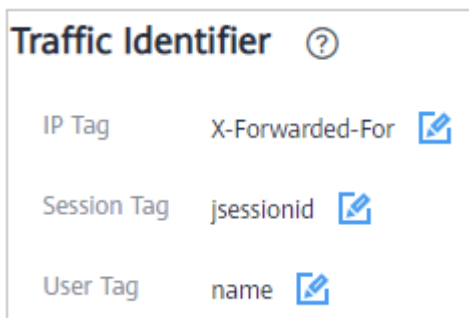 Traffic Identifier ?
IP Tag X-Forwarded-For
Session Tag jsessionid
User Tag name